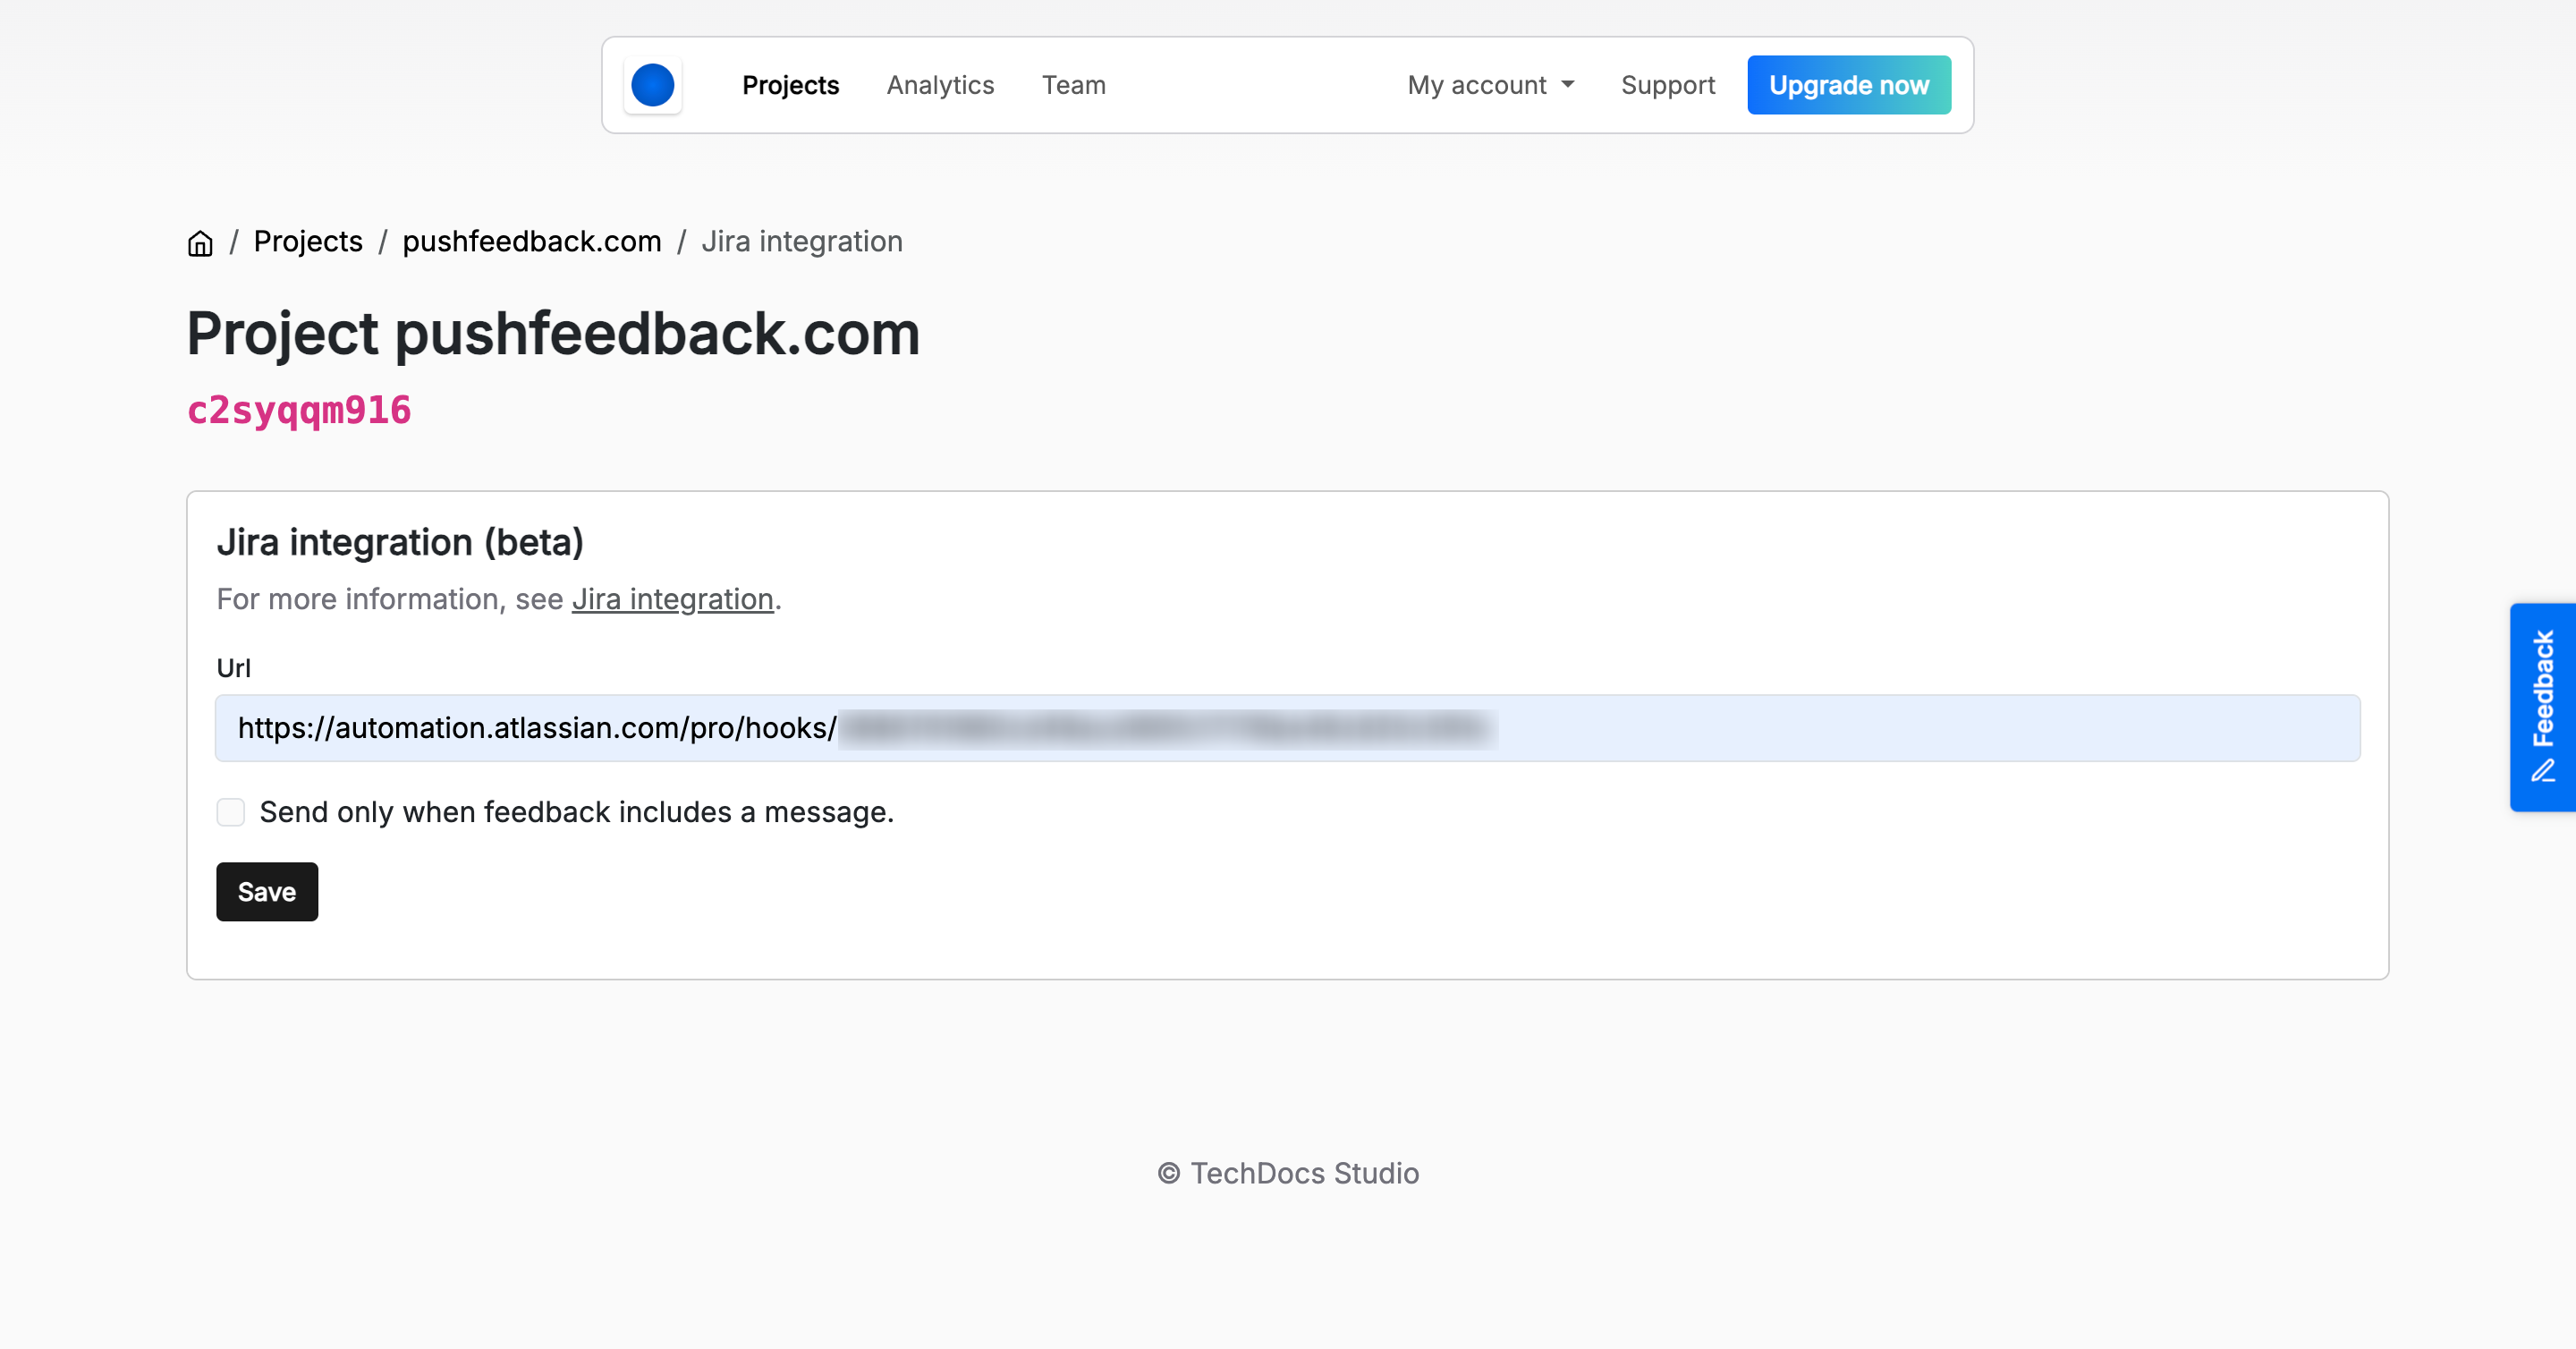 Projects Analytics Team My account Support Upgrade now
/ Projects / pushfeedback.com / Jira integration
Project pushfeedback.com
c2syqqm916
Jira integration (beta)
For more information, see Jira integration.
Url
https://automation.atlassian.com/pro/hooks/
Send only when feedback includes a message.
Save
Feedback
© TechDocs Studio